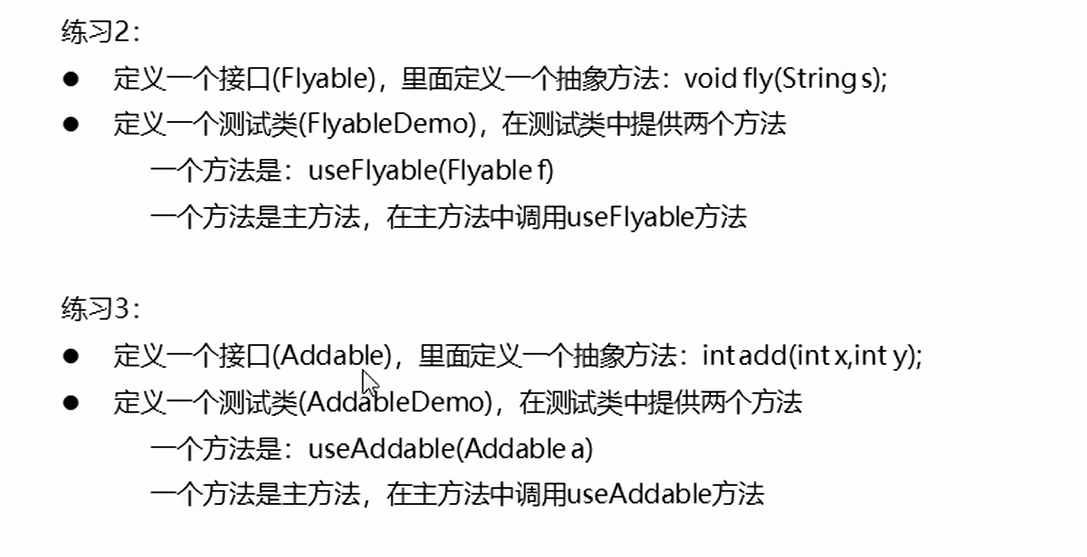 练习2：
● 定义一个接口(Flyable)，里面定义一个抽象方法：void fly(String s);
● 定义一个测试类(FlyableDemo)，在测试类中提供两个方法
一个方法是：useFlyable(Flyable f)
一个方法是主方法，在主方法中调用useFlyable方法
练习3：
● 定义一个接口(Addable)，里面定义一个抽象方法：int add(int x,int y);
● 定义一个测试类(AddableDemo)，在测试类中提供两个方法
一个方法是：useAddable(Addable a)
一个方法是主方法，在主方法中调用useAddable方法